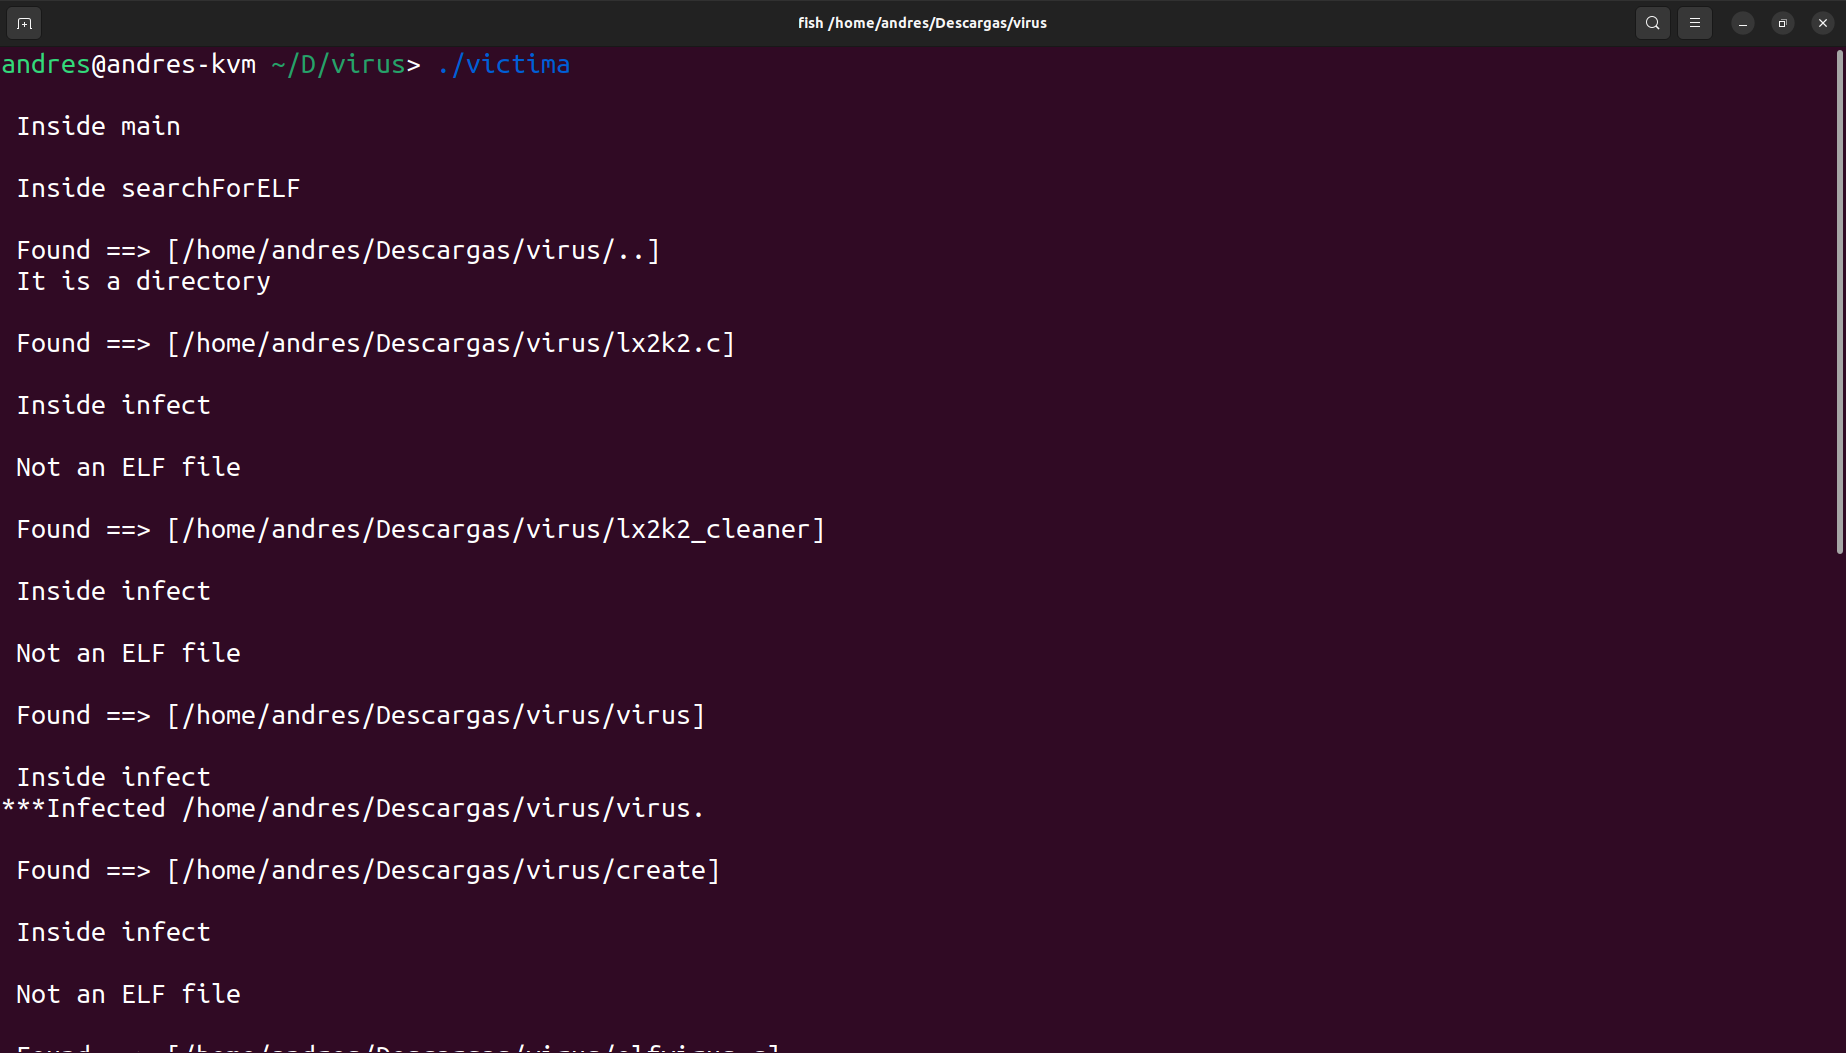 fish /home/andres/Descargas/virus
andres@andres-kvm ~/D/virus> ./victima
Inside main
Inside searchForELF
Found ==> [/home/andres/Descargas/virus/..]
It is a directory
Found ==> [/home/andres/Descargas/virus/lx2k2.c]
Inside infect
Not an ELF file
Found ==> [/home/andres/Descargas/virus/lx2k2_cleaner]
Inside infect
Not an ELF file
Found ==> [/home/andres/Descargas/virus/virus]
Inside infect
***Infected /home/andres/Descargas/virus/virus.
Found ==> [/home/andres/Descargas/virus/create]
Inside infect
Not an ELF file